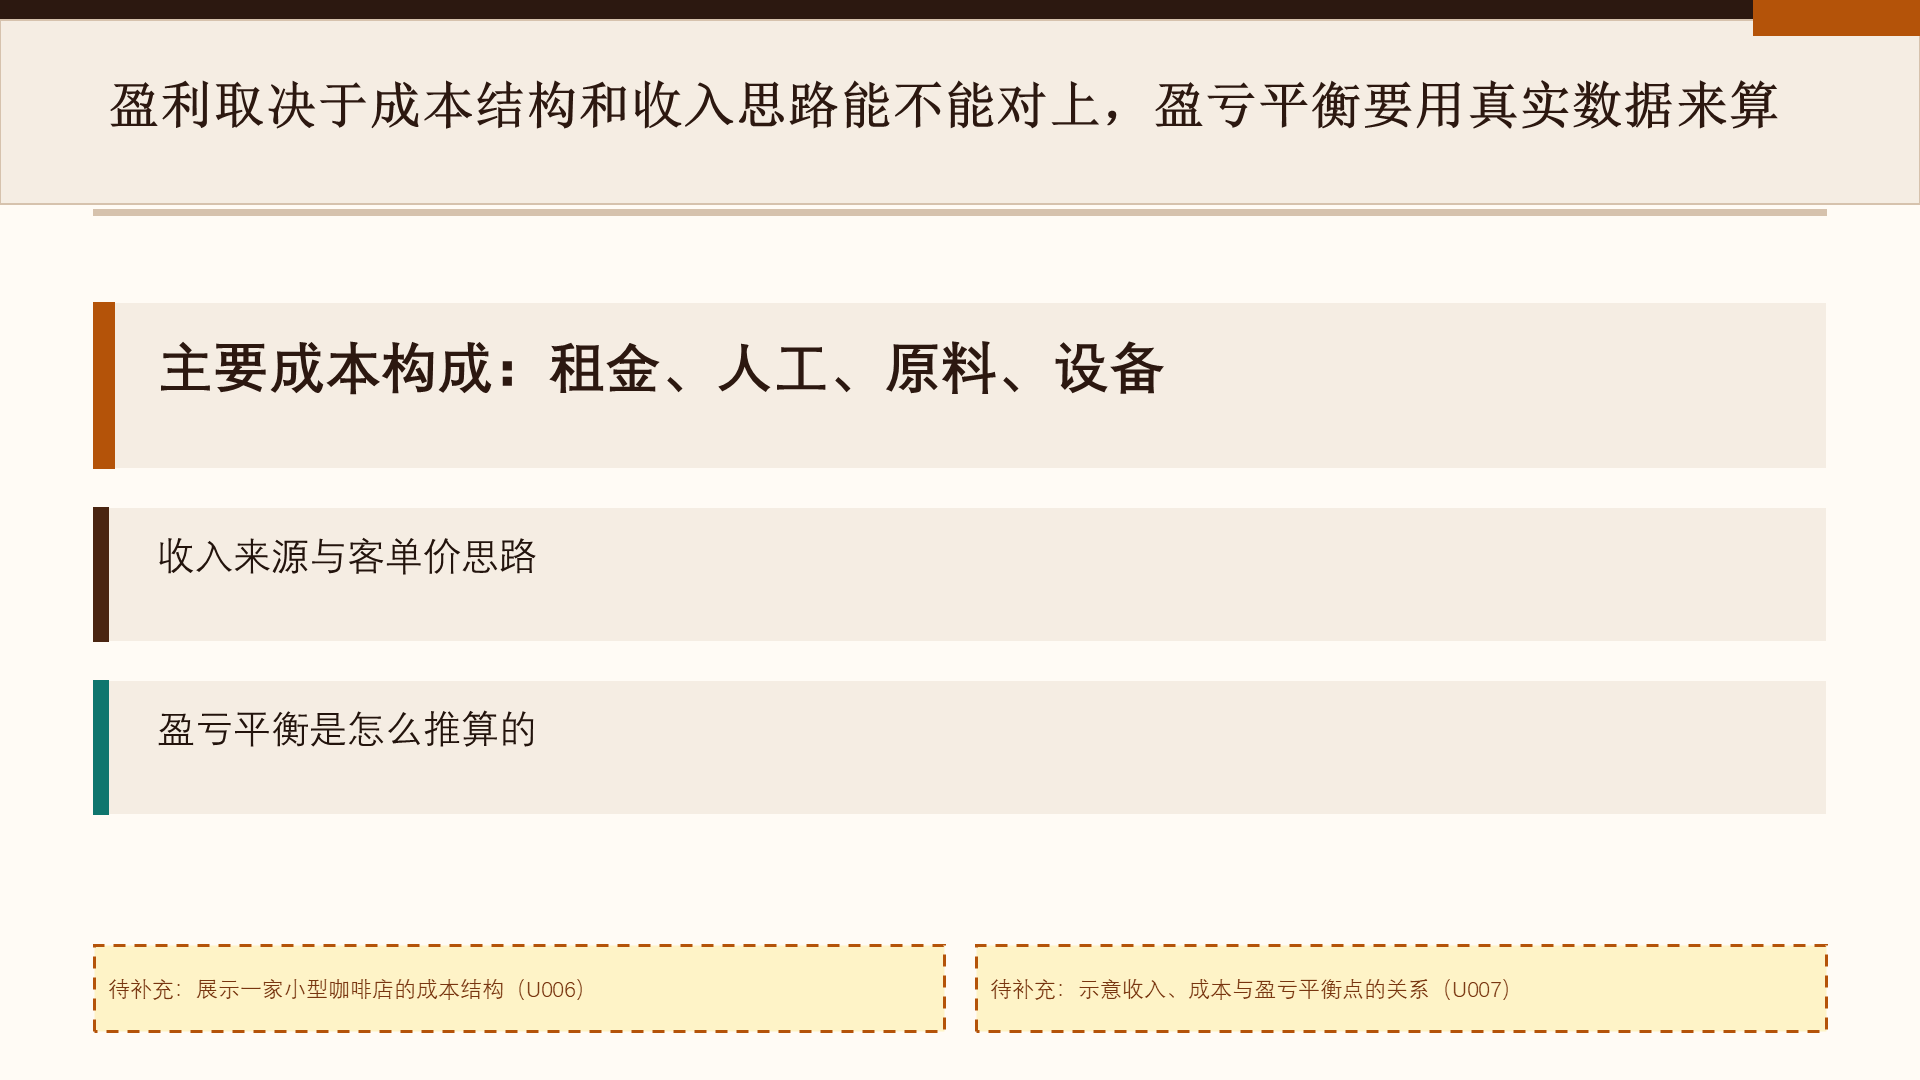 盈利取决于成本结构和收入思路能不能对上，盈亏平衡要用真实数据来算
主要成本构成：租金、人工、原料、设备
收入来源与客单价思路
盈亏平衡是怎么推算的
待补充：展示一家小型咖啡店的成本结构（U006）
待补充：示意收入、成本与盈亏平衡点的关系（U007）